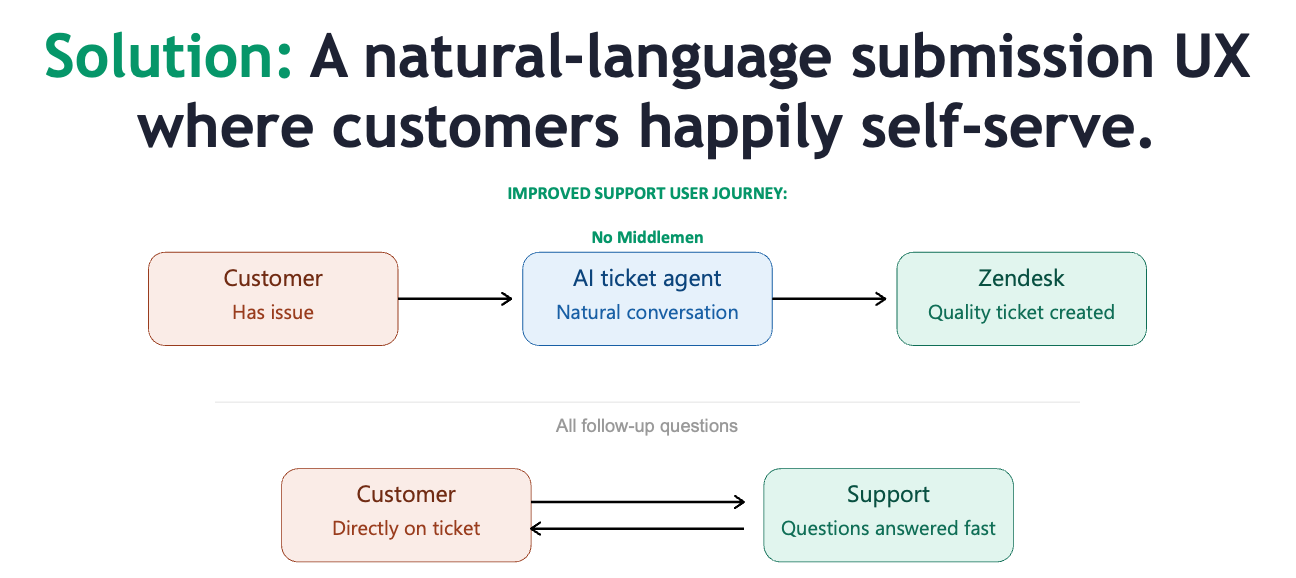 Solution: A natural-language submission UX
where customers happily self-serve.
IMPROVED SUPPORT USER JOURNEY:
No Middlemen
Customer
Has issue
AI ticket agent
Natural conversation
Zendesk
Quality ticket created
All follow-up questions
Customer
Directly on ticket
Support
Questions answered fast